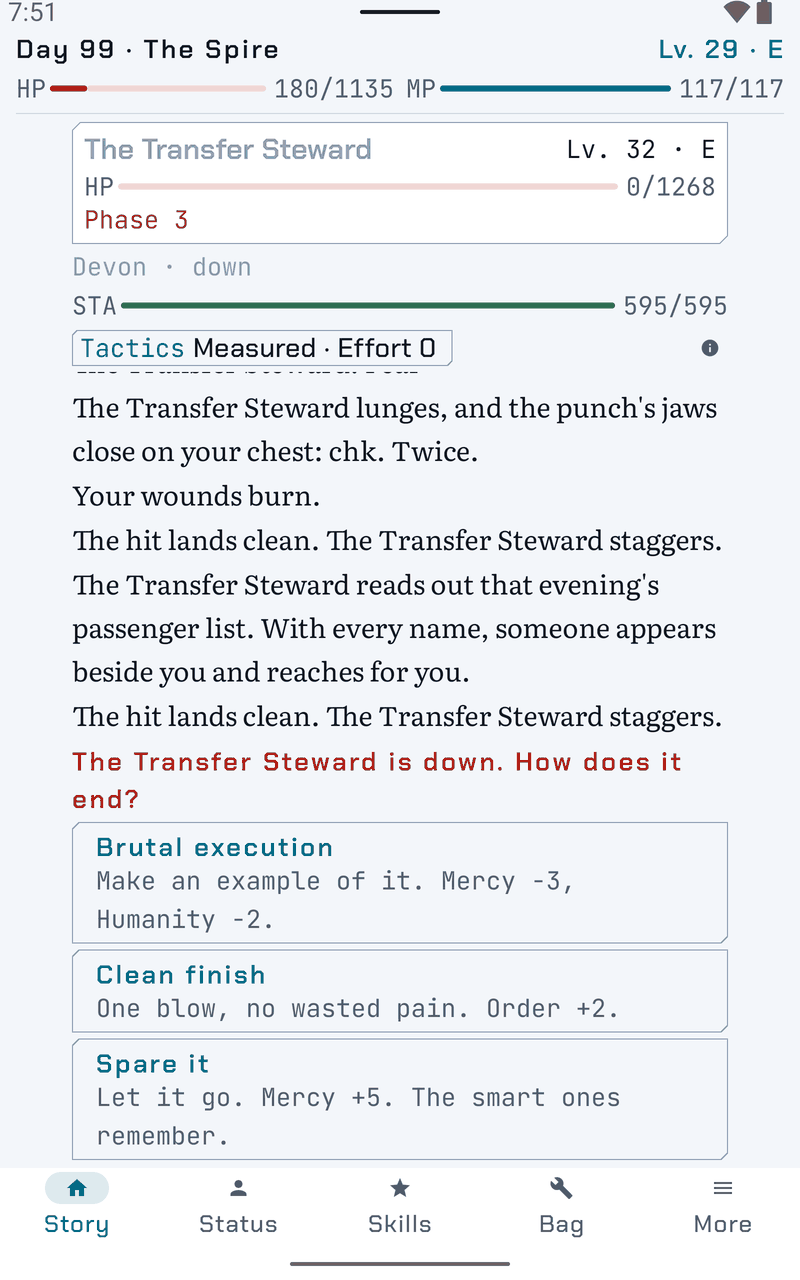 7:51
Day 99 · The Spire
Lv. 29 · E
HP 180/1135 MP 117/117
The Transfer Steward
Lv. 32 · E
HP 0/1268
Phase 3
Devon · down
STA 595/595
Tactics Measured · Effort 0
The Transfer Steward lunges, and the punch's jaws
close on your chest: chk. Twice.
Your wounds burn.
The hit lands clean. The Transfer Steward staggers.
The Transfer Steward reads out that evening's
passenger list. With every name, someone appears
beside you and reaches for you.
The hit lands clean. The Transfer Steward staggers.
The Transfer Steward is down. How does it
end?
Brutal execution
Make an example of it. Mercy -3,
Humanity -2.
Clean finish
One blow, no wasted pain. Order +2.
Spare it
Let it go. Mercy +5. The smart ones
remember.
Story
Status
Skills
Bag
More